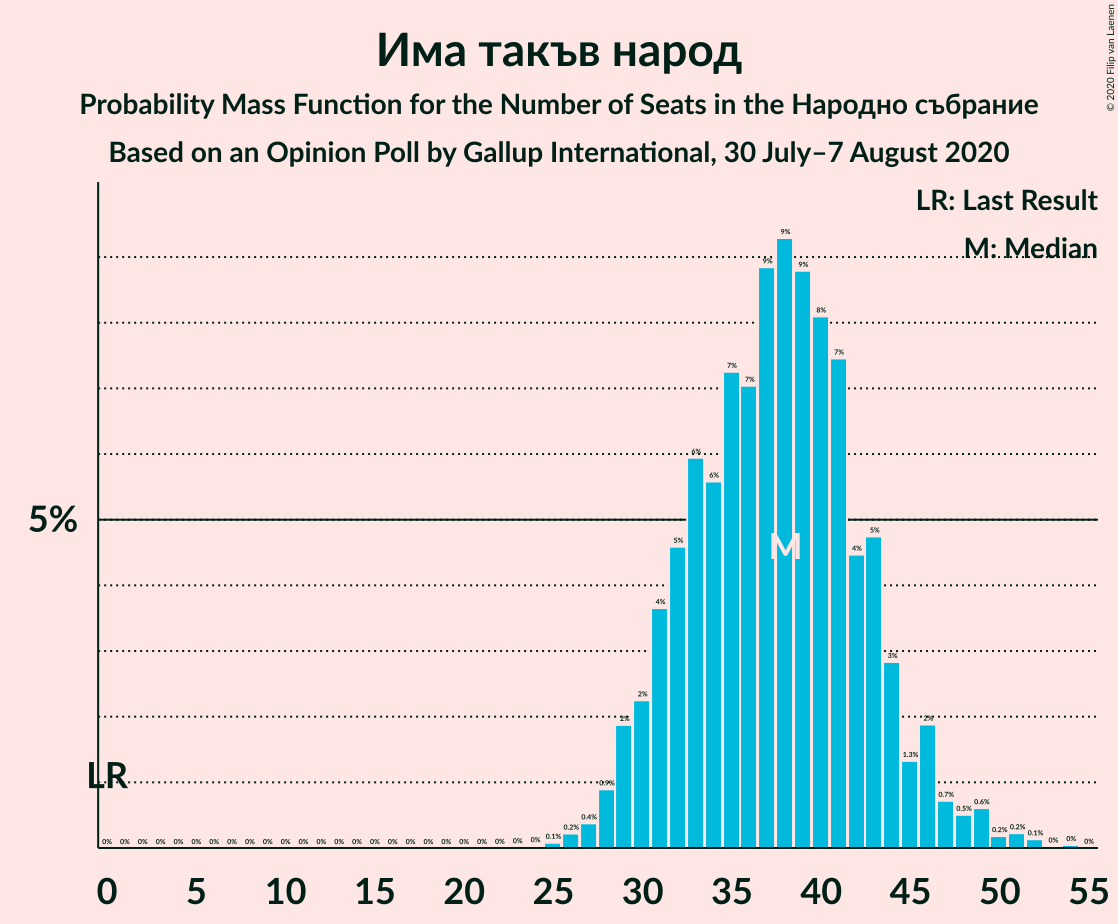 Има такъв народ
Probability Mass Function for the Number of Seats in the Народно събрание
Based on an Opinion Poll by Gallup International, 30 July–7 August 2020
© 2020 Filip van Laenen
LR: Last Result
M: Median
5%
LR
M
0% 0% 0% 0% 0% 0% 0% 0% 0% 0% 0% 0% 0% 0% 0% 0% 0% 0% 0% 0% 0% 0% 0% 0% 0% 0.1% 0.2% 0.4% 0.9% 2% 2% 4% 5% 6% 6% 7% 7% 9% 9% 9% 8% 7% 4% 5% 3% 1.3% 2% 0.7% 0.5% 0.6% 0.2% 0.2% 0.1% 0% 0% 0%
0 5 10 15 20 25 30 35 40 45 50 55